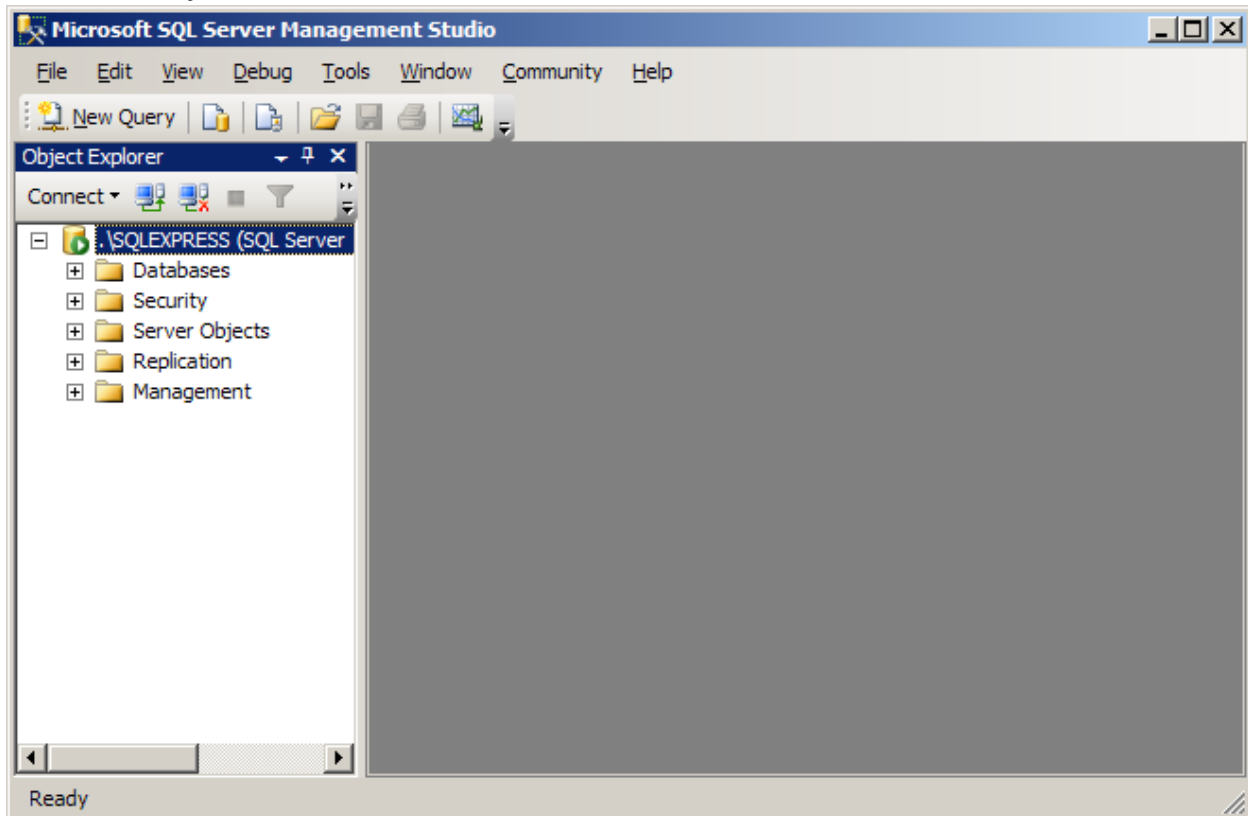 Microsoft SQL Server Management Studio
File Edit View Debug Tools Window Community Help
New Query
Object Explorer
Connect
.\SQLEXPRESS (SQL Server
Databases
Security
Server Objects
Replication
Management
Ready